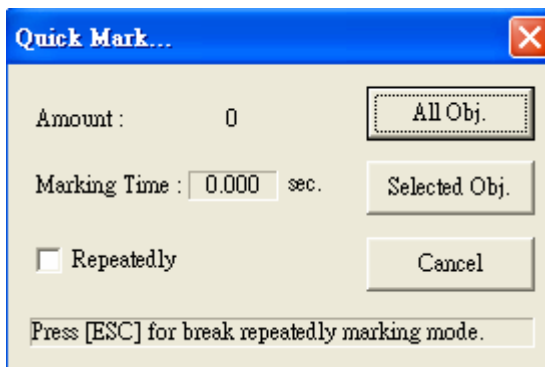 Quick Mark...
Amount : 0
All Obj.
Marking Time : 0.000 sec.
Selected Obj.
Repeatedly
Cancel
Press [ESC] for break repeatedly marking mode.